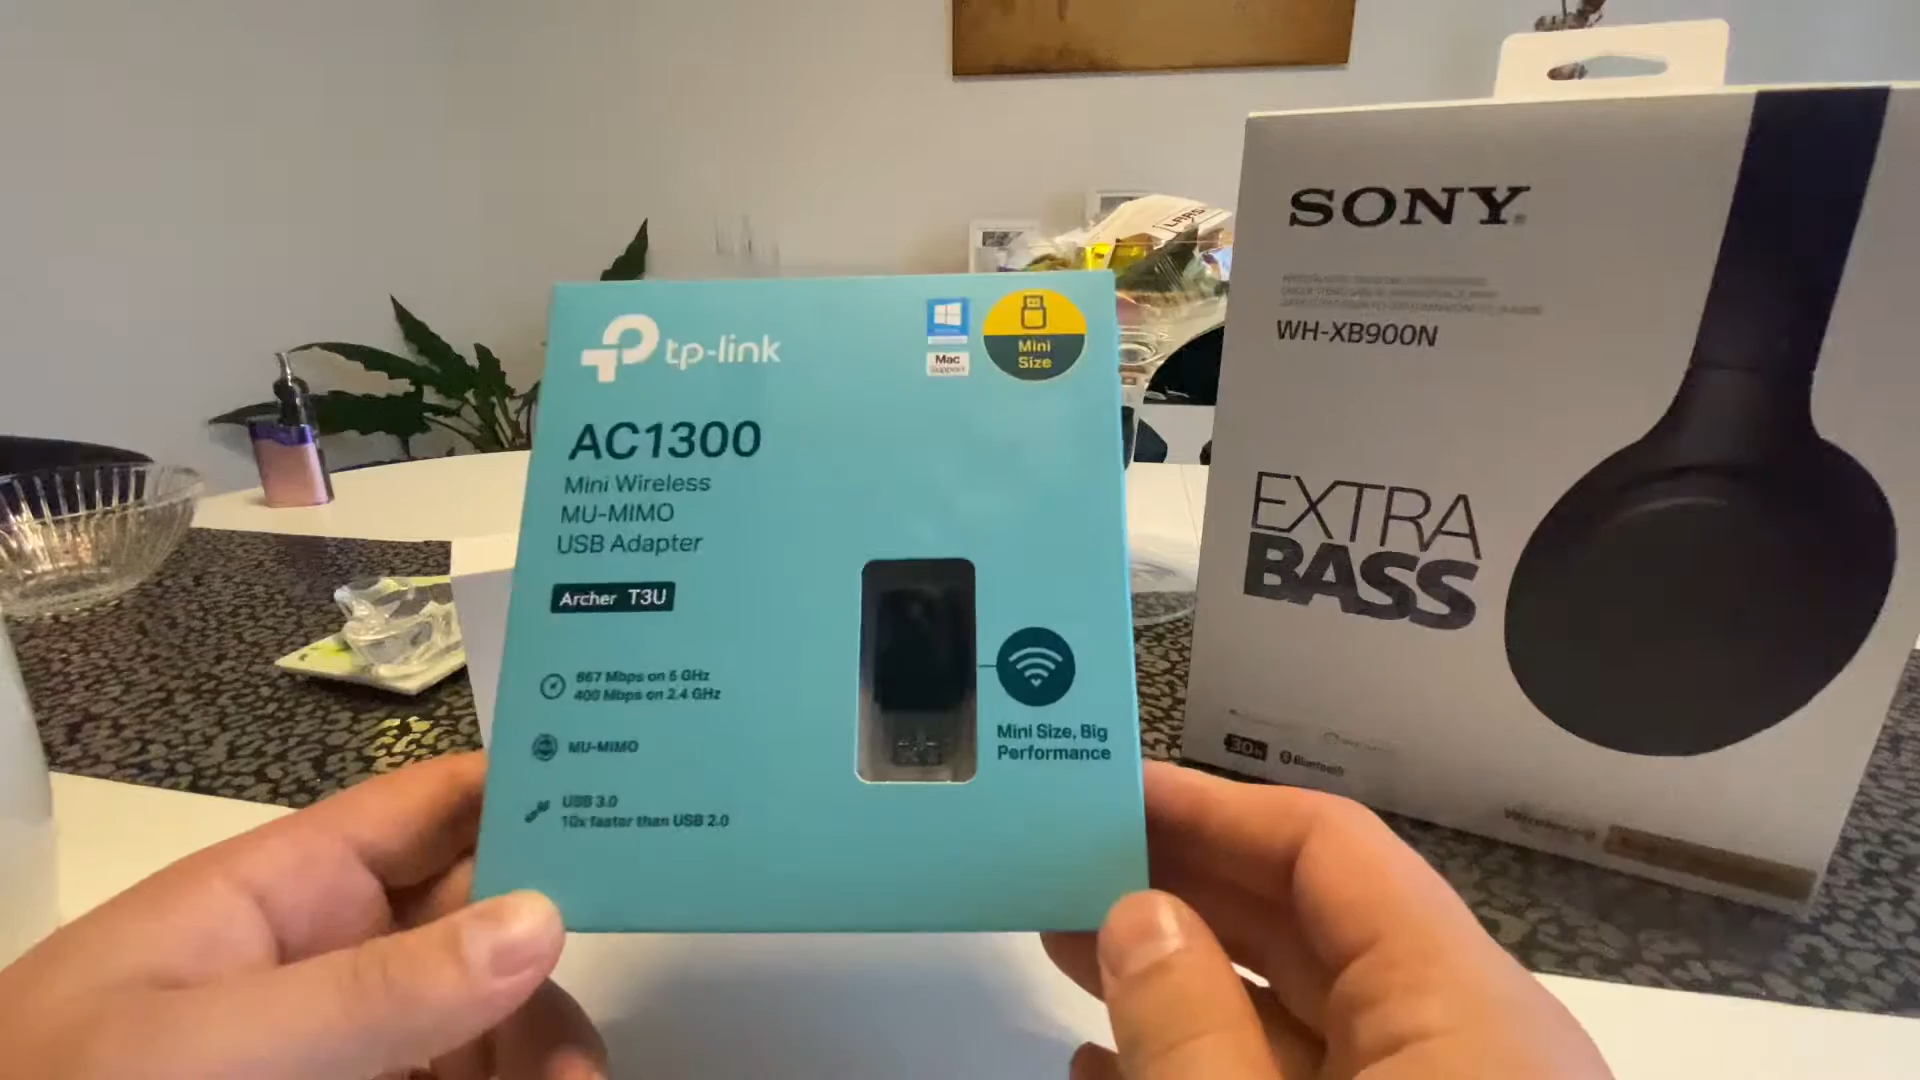 tp-link
Mac
Support
Mini
Size
AC1300
Mini Wireless
MU-MIMO
USB Adapter
Archer T3U
867 Mbps on 5 GHz
400 Mbps on 2.4 GHz
MU-MIMO
USB 3.0
10x faster than USB 2.0
Mini Size, Big
Performance
LARS
SONY
WH-XB900N
EXTRA
BASS
30h
Bluetooth